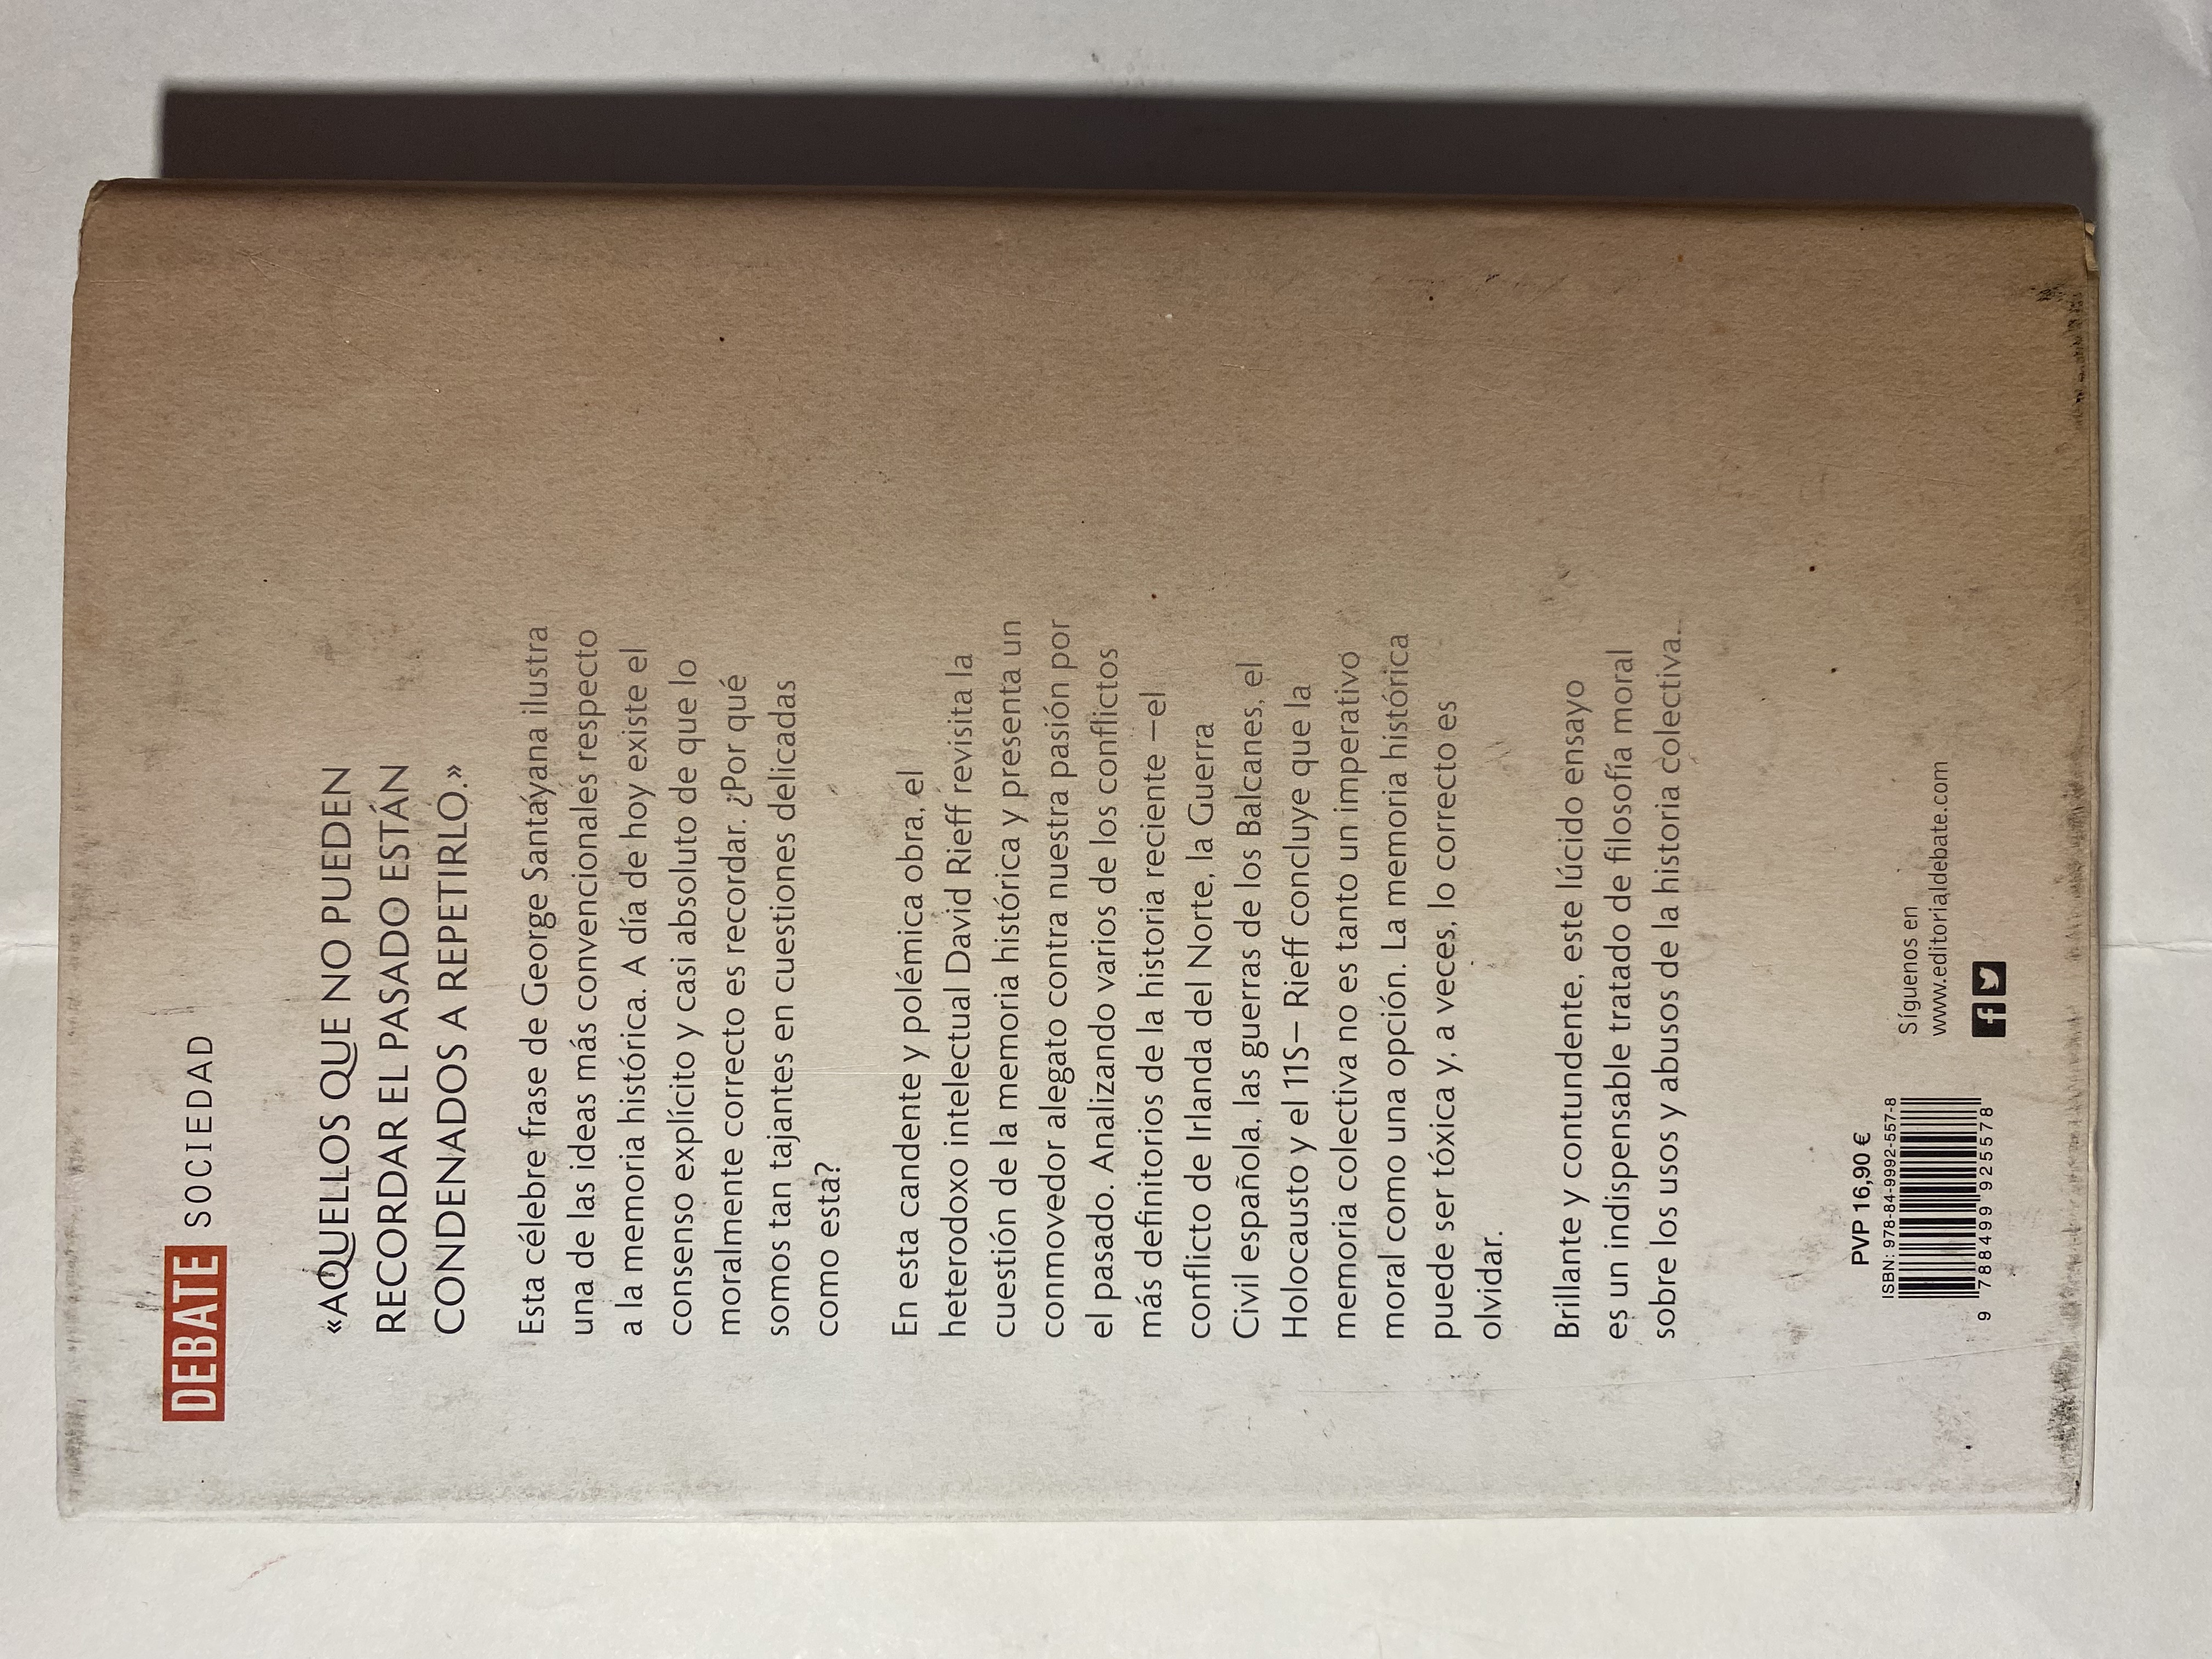 DEBATE SOCIEDAD
«AQUELLOS QUE NO PUEDEN
RECORDAR EL PASADO ESTÁN
CONDENADOS A REPETIRLO.»
Esta célebre frase de George Santayana ilustra
una de las ideas más convencionales respecto
a la memoria histórica. A día de hoy existe el
consenso explícito y casi absoluto de que lo
moralmente correcto es recordar. ¿Por qué
somos tan tajantes en cuestiones delicadas
como esta?
En esta candente y polémica obra, el
heterodoxo intelectual David Rieff revisita la
cuestión de la memoria histórica y presenta un
conmovedor alegato contra nuestra pasión por
el pasado. Analizando varios de los conflictos
más definitorios de la historia reciente —el
conflicto de Irlanda del Norte, la Guerra
Civil española, las guerras de los Balcanes, el
Holocausto y el 11S— Rieff concluye que la
memoria colectiva no es tanto un imperativo
moral como una opción. La memoria histórica
puede ser tóxica y, a veces, lo correcto es
olvidar.
Brillante y contundente, este lúcido ensayo
es un indispensable tratado de filosofía moral
sobre los usos y abusos de la historia colectiva.
PVP 16,90 €
ISBN: 978-84-9992-557-8
9 788499 925578
Síguenos en
www.editorialdebate.com